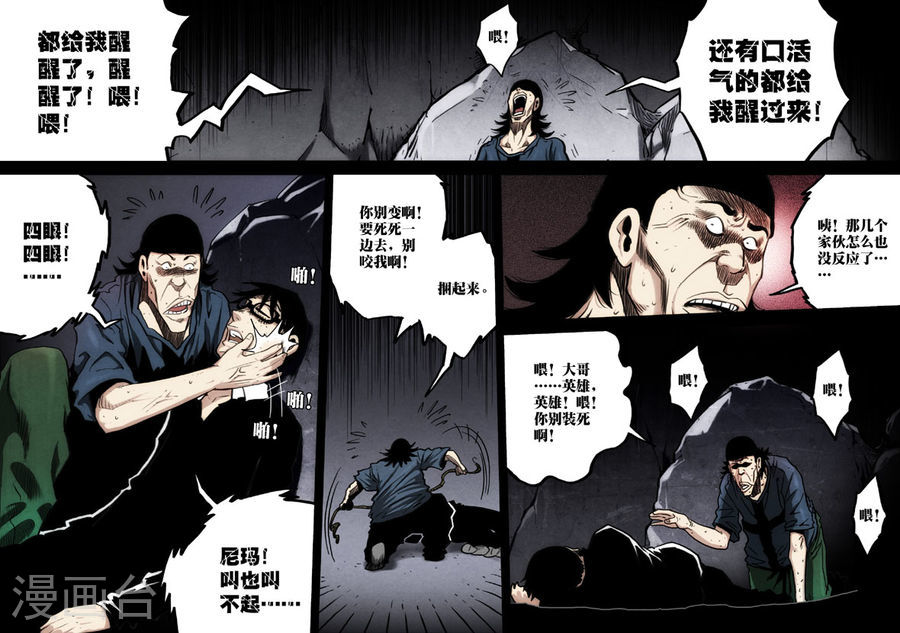 都给我醒
醒了，醒
醒了！喂！
喂！
喂！
还有口活
气的都给
我醒过来！
四眼！
四眼！
……
啪！
啪！
啪！
尼玛！
叫也叫
不起……
你别变啊！
要死死一
边去，别
咬我啊！
捆起来。
咦！那几个
家伙怎么也
没反应了……
……
喂！大哥
……英雄，
英雄！喂！
你别装死
啊！
喂！
喂！
喂！
漫画台